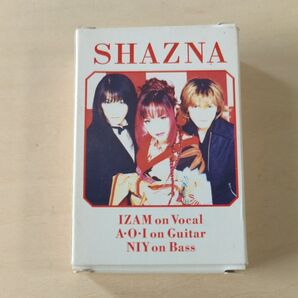 SHAZNA
IZAM on Vocal
A·O·I on Guitar
NIY on Bass